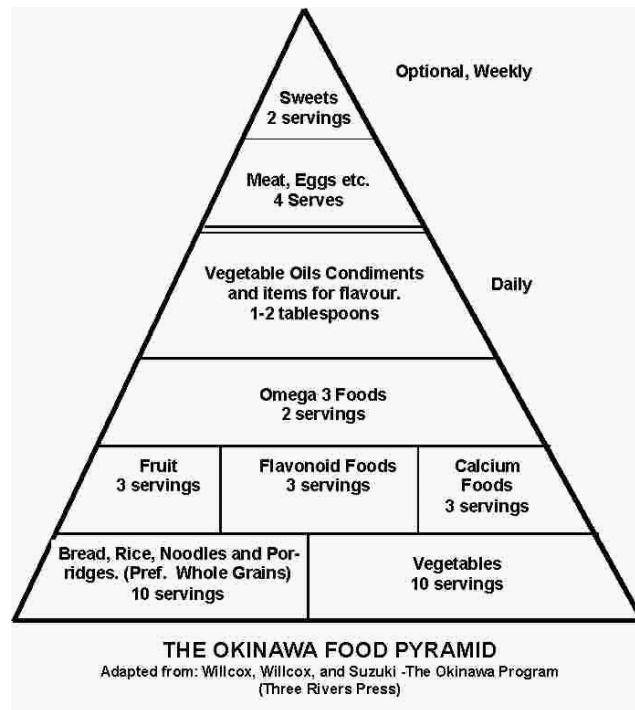 Optional, Weekly
Sweets
2 servings
Meat, Eggs etc.
4 Serves
Vegetable Oils Condiments
and items for flavour.
1-2 tablespoons
Daily
Omega 3 Foods
2 servings
Fruit
3 servings
Flavonoid Foods
3 servings
Calcium
Foods
3 servings
Bread, Rice, Noodles and Por-
ridges. (Pref. Whole Grains)
10 servings
Vegetables
10 servings
THE OKINAWA FOOD PYRAMID
Adapted from: Willcox, Willcox, and Suzuki -The Okinawa Program
(Three Rivers Press)